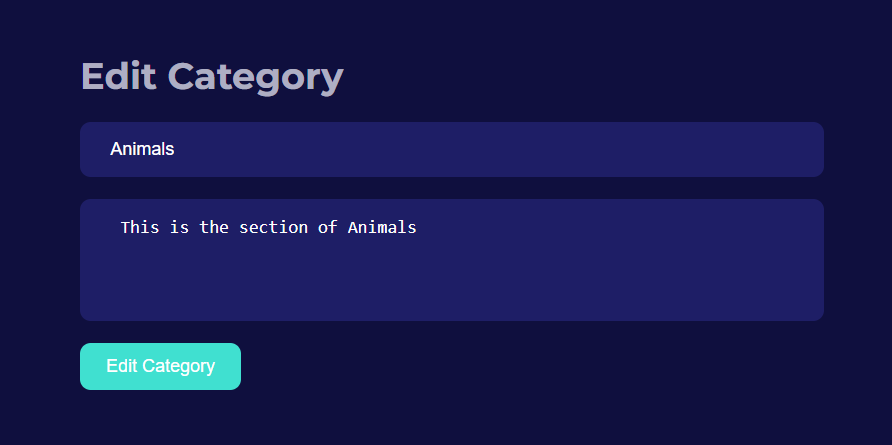 Edit Category
Animals
This is the section of Animals
Edit Category